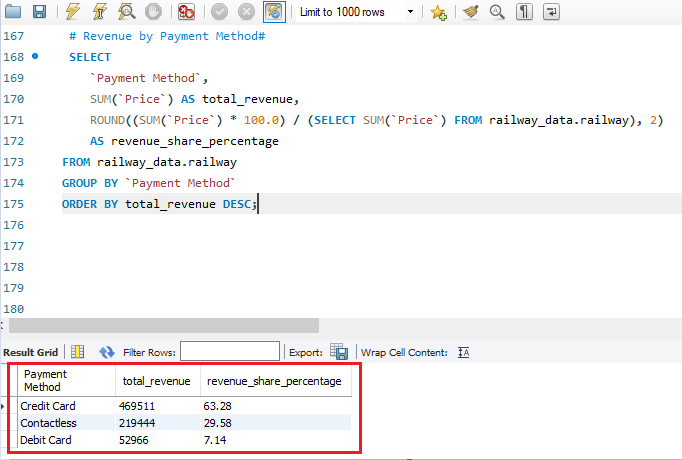 Limit to 1000 rows
167 # Revenue by Payment Method#
168 SELECT
169 `Payment Method`,
170 SUM(`Price`) AS total_revenue,
171 ROUND((SUM(`Price`) * 100.0) / (SELECT SUM(`Price`) FROM railway_data.railway), 2)
172 AS revenue_share_percentage
173 FROM railway_data.railway
174 GROUP BY `Payment Method`
175 ORDER BY total_revenue DESC;
176
177
178
179
180
Result Grid Filter Rows: Export: Wrap Cell Content: IA
Payment
Method total_revenue revenue_share_percentage
Credit Card 469511 63.28
Contactless 219444 29.58
Debit Card 52966 7.14